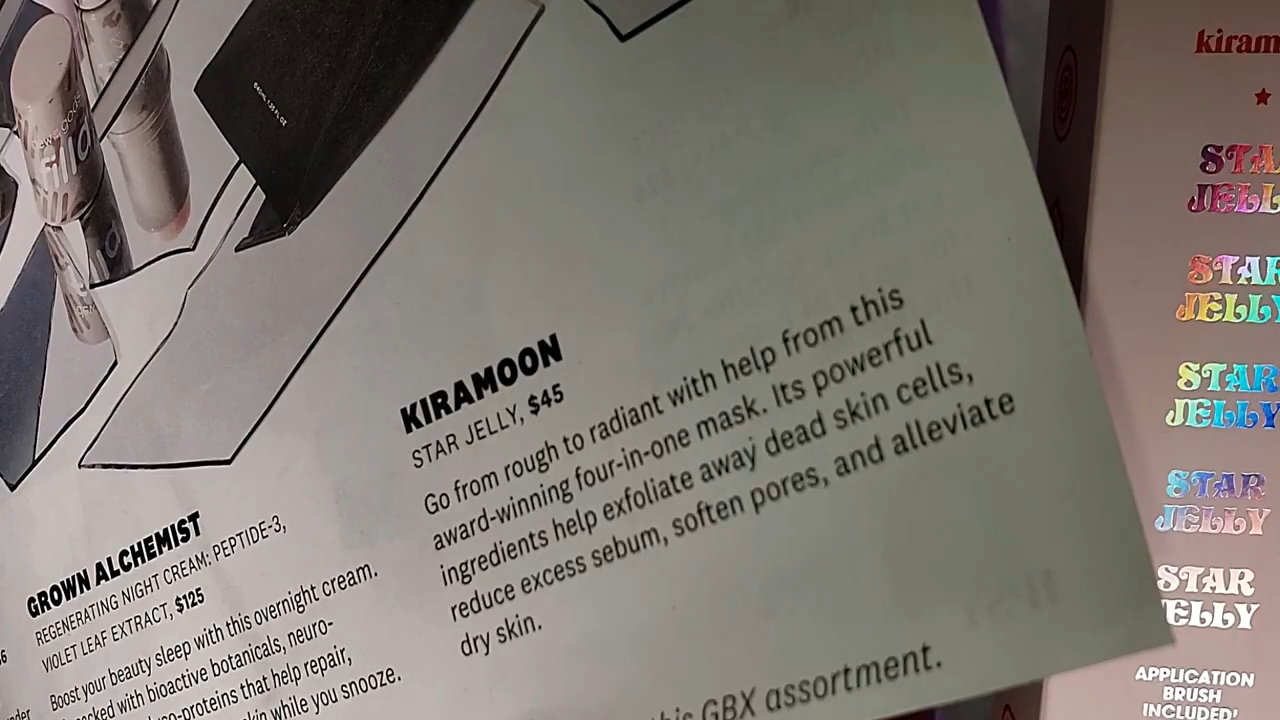 KIRAMOON
STAR JELLY, $45
Go from rough to radiant with help from this
award-winning four-in-one mask. Its powerful
ingredients help exfoliate away dead skin cells,
reduce excess sebum, soften pores, and alleviate
dry skin.
GROWN ALCHEMIST
REGENERATING NIGHT CREAM: PEPTIDE-3,
VIOLET LEAF EXTRACT, $125
Boost your beauty sleep with this overnight cream.
with bioactive botanicals, neuro-
that help repair,
while you snooze.
GBX assortment.
kiram
STA
JELL
STAR
JELLY
STAR
JELLY
STAR
JELLY
STAR
ELLY
APPLICATION
BRUSH
INCLUDED!